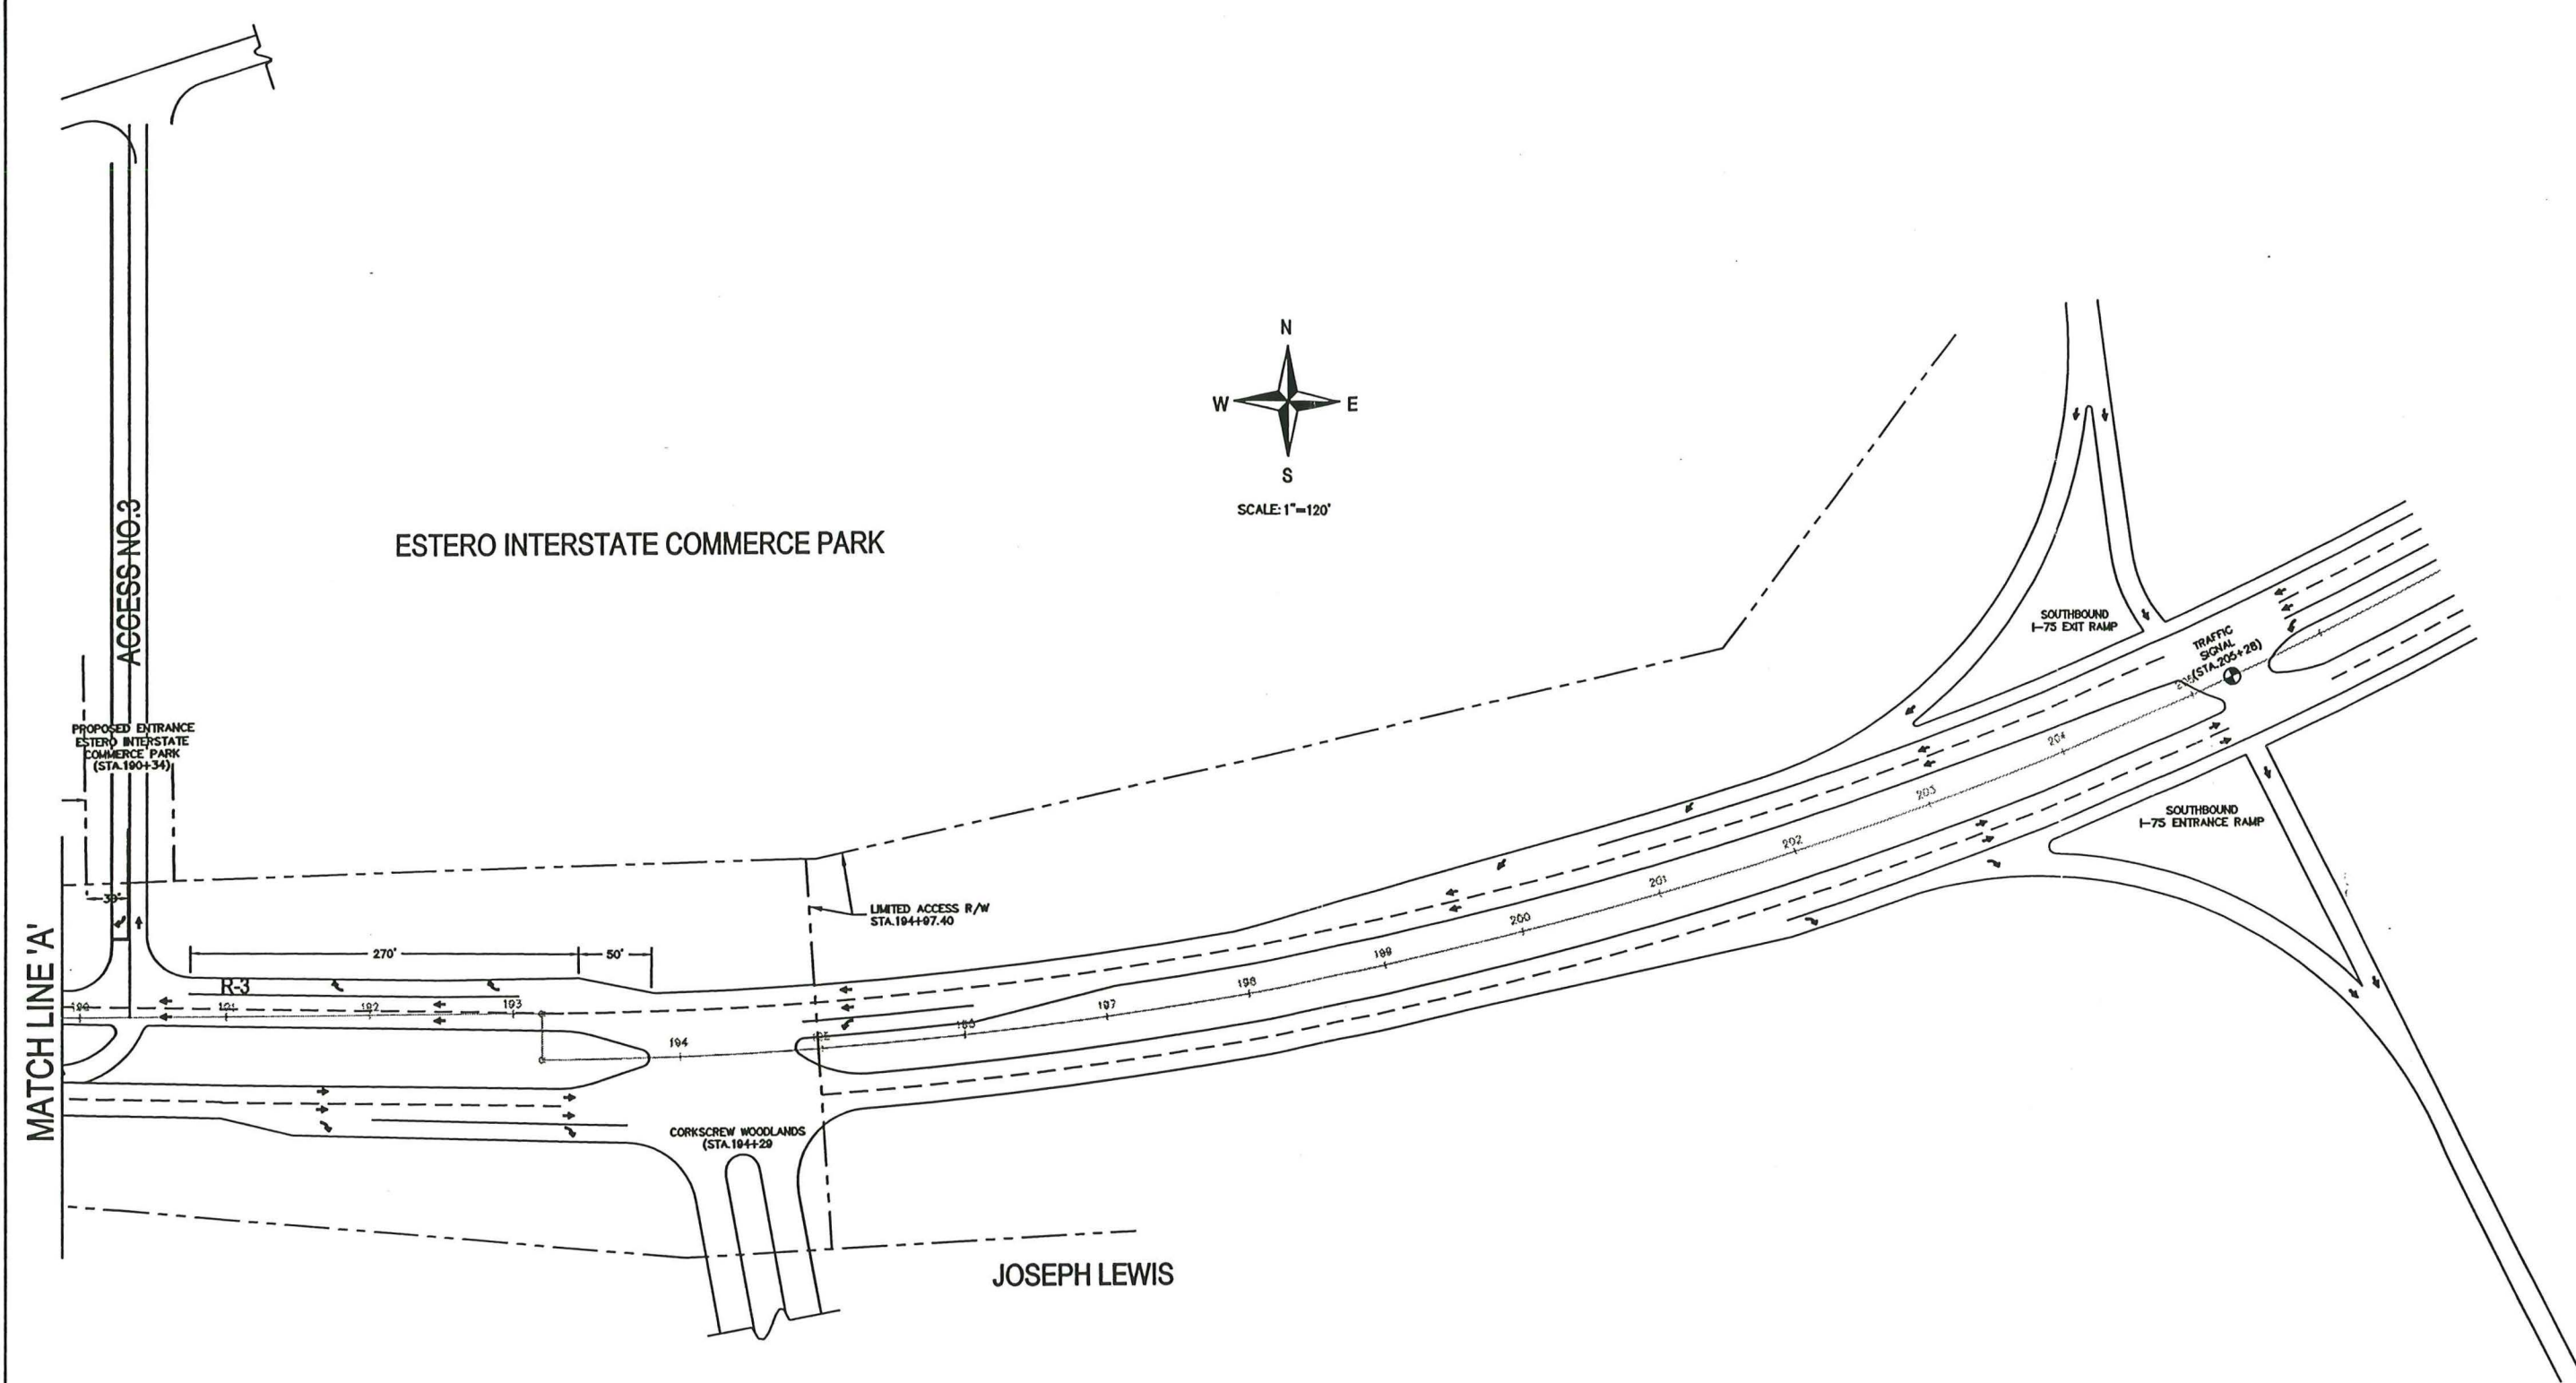 N
W E
S
SCALE: 1"=120'
ESTERO INTERSTATE COMMERCE PARK
ACCESS NO.3
PROPOSED ENTRANCE
ESTERO INTERSTATE
COMMERCE PARK
(STA.190+34)
30'
LIMITED ACCESS R/W
STA.194+97.40
270'
50'
R-3
MATCH LINE 'A'
190
191
192
193
194
197
198
199
200
201
202
203
204
SOUTHBOUND
I-75 EXIT RAMP
TRAFFIC
SIGNAL
(STA.205+28)
SOUTHBOUND
I-75 ENTRANCE RAMP
CORKSCREW WOODLANDS
(STA.194+29
JOSEPH LEWIS